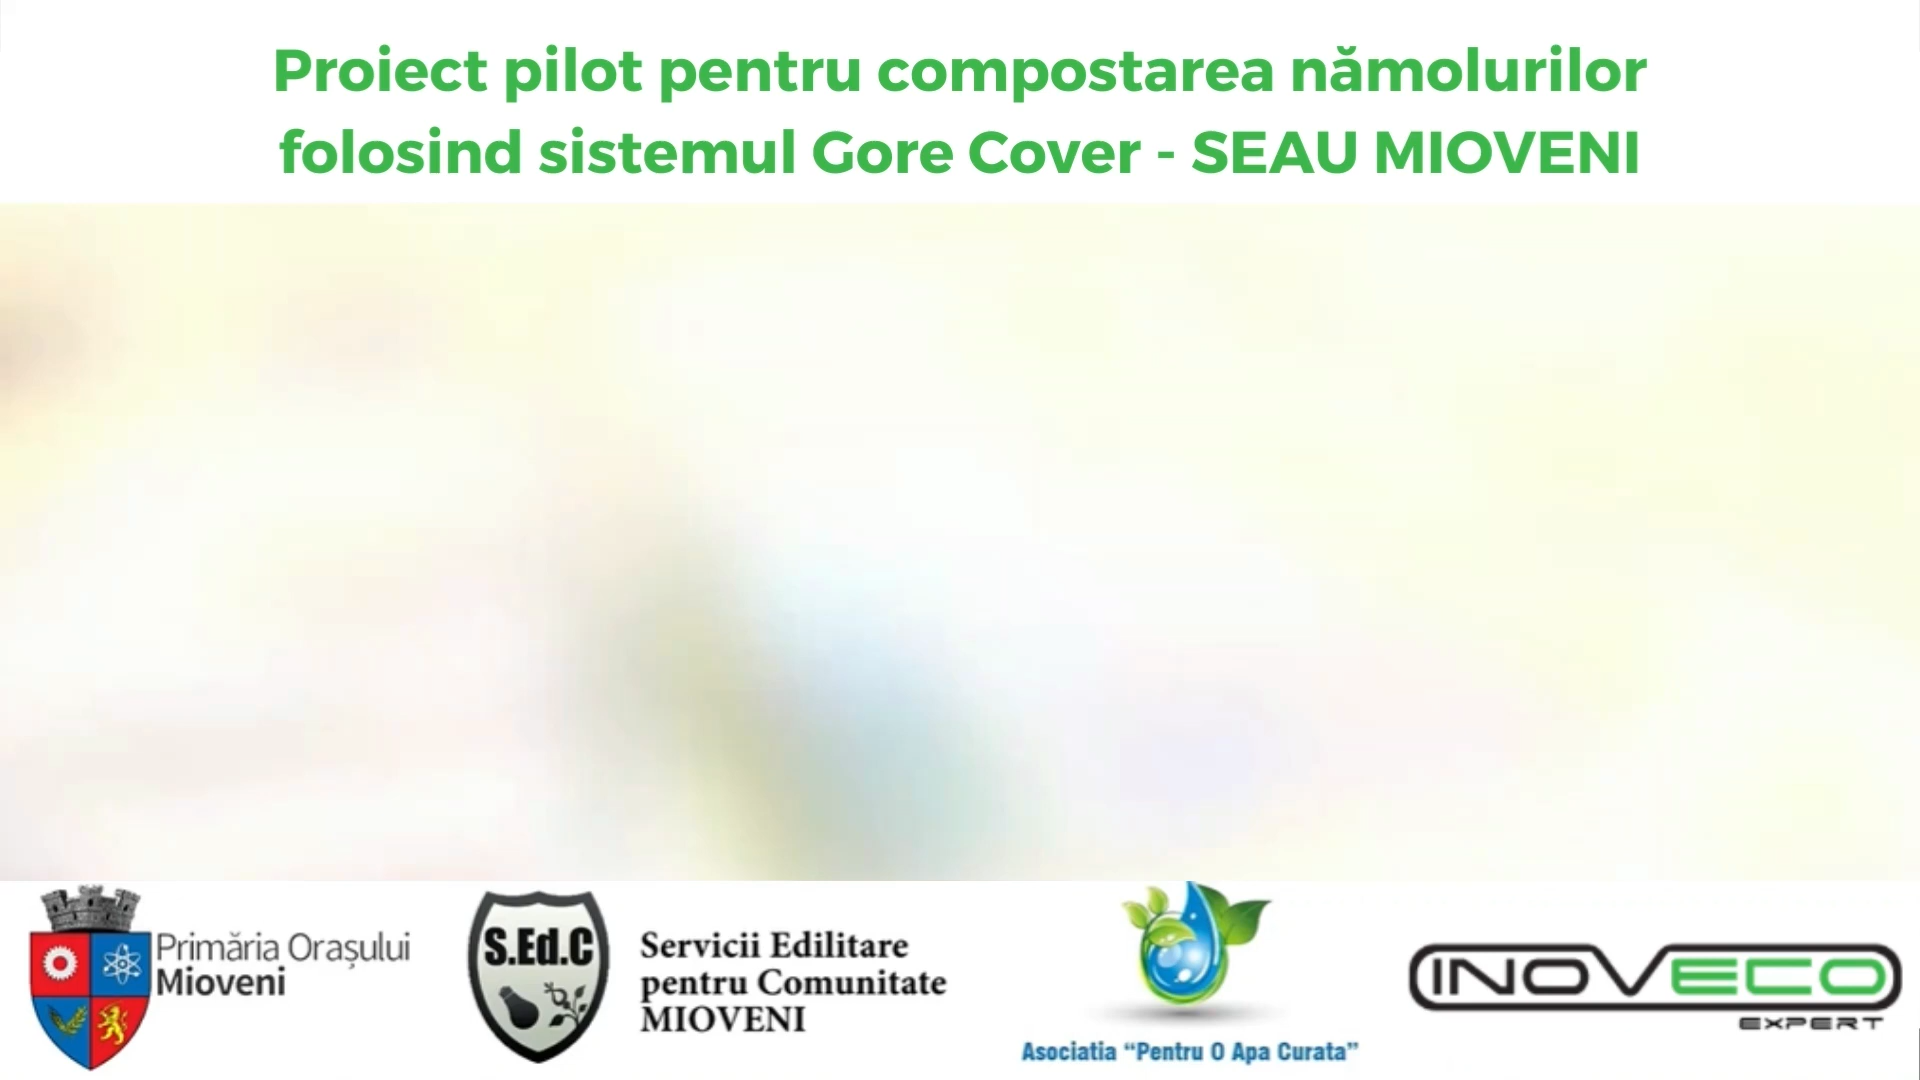 Proiect pilot pentru compostarea nămolurilor
folosind sistemul Gore Cover - SEAU MIOVENI
Primăria Orașului
Mioveni
S.Ed.C
Servicii Edilitare
pentru Comunitate
MIOVENI
Asociatia “Pentru O Apa Curata”
INOVECO
EXPERT